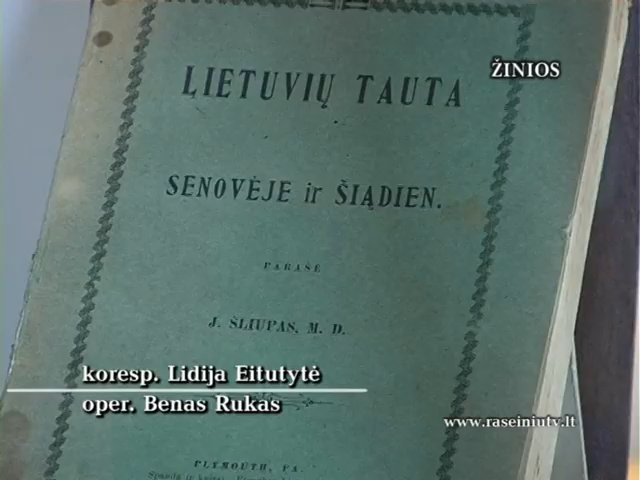 ŽINIOS
LIETUVIŲ TAUTA
SENOVĖJE ir ŠIĄDIEN.
PARAŠĖ
J. ŠLIUPAS, M. D.
koresp. Lidija Eitutytė
oper. Benas Rukas
www.raseiniutv.lt
PLYMOUTH, PA.